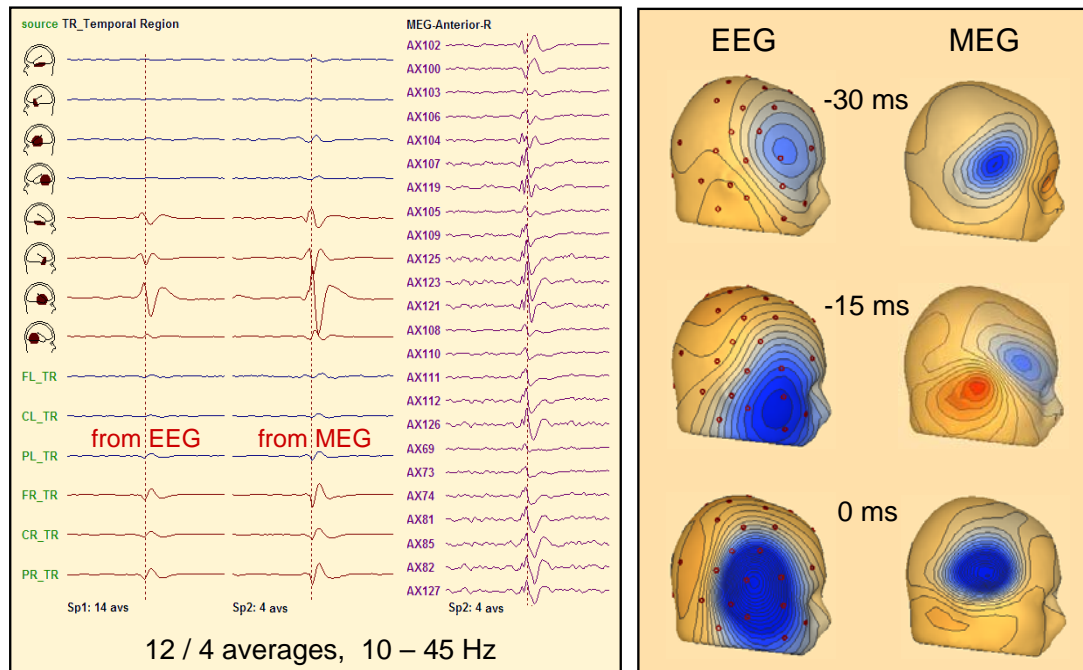 source TR_Temporal Region
FL_TR
CL_TR
from EEG
from MEG
PL_TR
FR_TR
CR_TR
PR_TR
Sp1: 14 avs
Sp2: 4 avs
MEG-Anterior-R
AX102
AX100
AX103
AX106
AX104
AX107
AX119
AX105
AX109
AX125
AX123
AX121
AX108
AX110
AX111
AX112
AX126
AX69
AX73
AX74
AX81
AX85
AX82
AX127
Sp2: 4 avs
12 / 4 averages, 10 – 45 Hz
EEG
MEG
-30 ms
-15 ms
0 ms